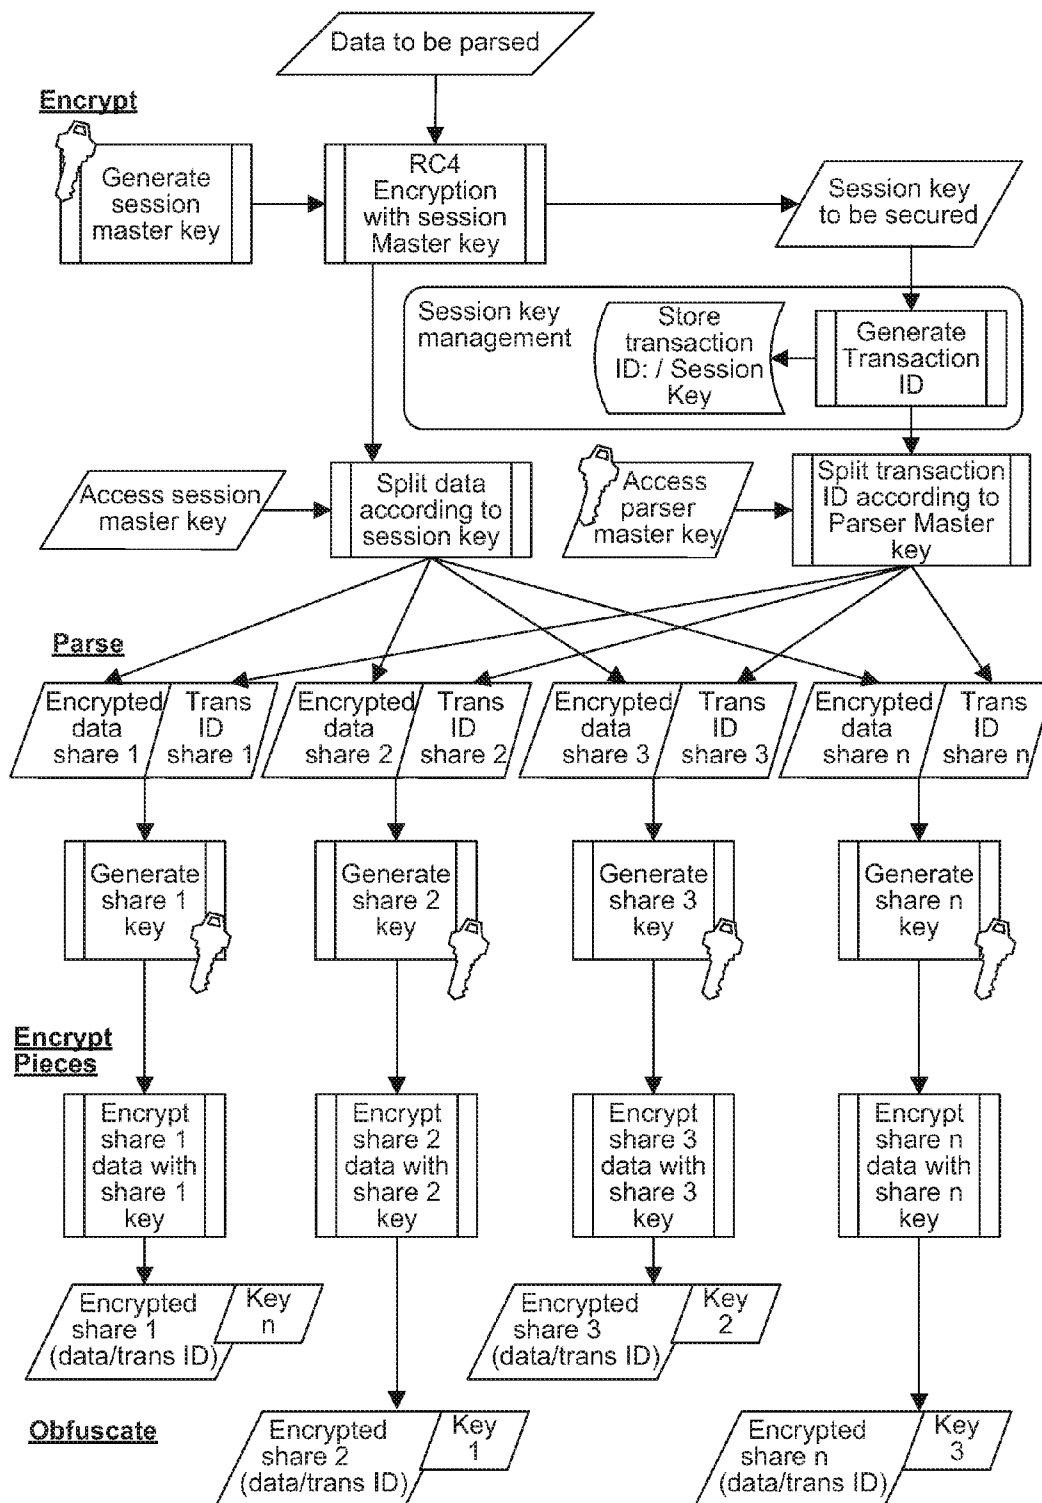 Data to be parsed
Encrypt
Generate
session
master key
RC4
Encryption
with session
Master key
Session key
to be secured
Session key
management
Store
transaction
ID: / Session
Key
Generate
Transaction
ID
Access session
master key
Split data
according to
session key
Access
parser
master key
Split transaction
ID according to
Parser Master
key
Parse
Encrypted
data
share 1
Trans
ID
share 1
Encrypted
data
share 2
Trans
ID
share 2
Encrypted
data
share 3
Trans
ID
share 3
Encrypted
data
share n
Trans
ID
share n
Generate
share 1
key
Generate
share 2
key
Generate
share 3
key
Generate
share n
key
Encrypt
Pieces
Encrypt
share 1
data with
share 1
key
Encrypt
share 2
data with
share 2
key
Encrypt
share 3
data with
share 3
key
Encrypt
share n
data with
share n
key
Encrypted
share 1
(data/trans ID)
Key
n
Encrypted
share 3
(data/trans ID)
Key
2
Obfuscate
Encrypted
share 2
(data/trans ID)
Key
1
Encrypted
share n
(data/trans ID)
Key
3